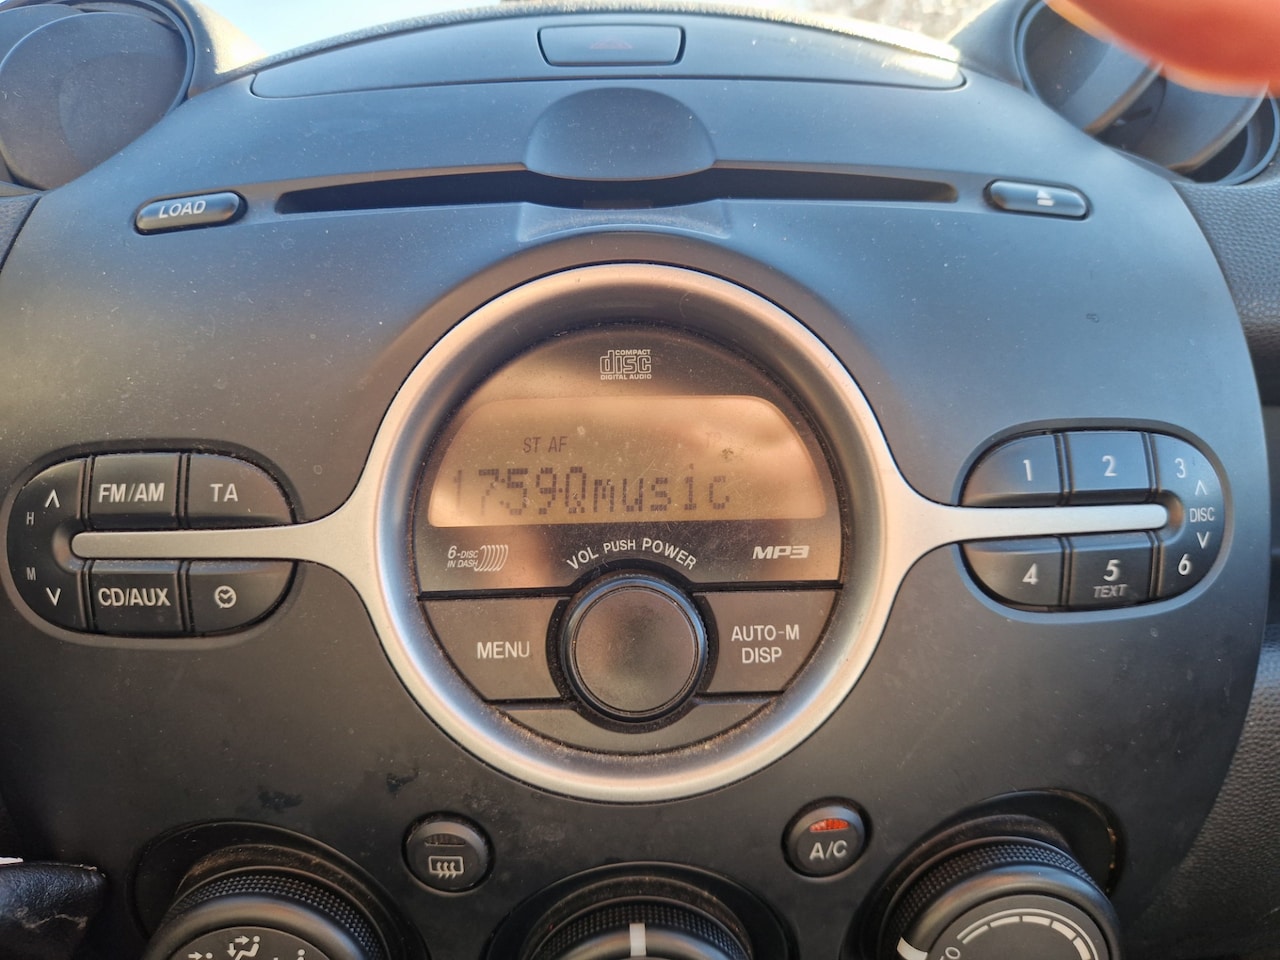 LOAD
COMPACT
disc
DIGITAL AUDIO
ST AF
Qmusic
6-DISC
IN DASH
VOL PUSH POWER
MP3
MENU
AUTO-M
DISP
H
M
FM/AM
TA
CD/AUX
1
2
3
DISC
4
5
TEXT
6
A/C